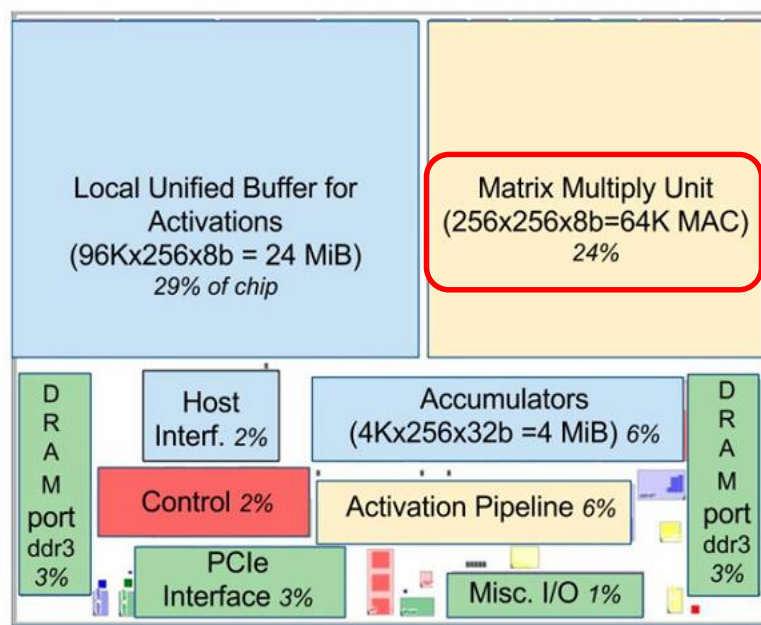 Local Unified Buffer for
Activations
(96Kx256x8b = 24 MiB)
29% of chip
Matrix Multiply Unit
(256x256x8b=64K MAC)
24%
D
R
A
M
port
ddr3
3%
Host
Interf. 2%
Accumulators
(4Kx256x32b =4 MiB) 6%
D
R
A
M
port
ddr3
3%
Control 2%
Activation Pipeline 6%
PCIe
Interface 3%
Misc. I/O 1%